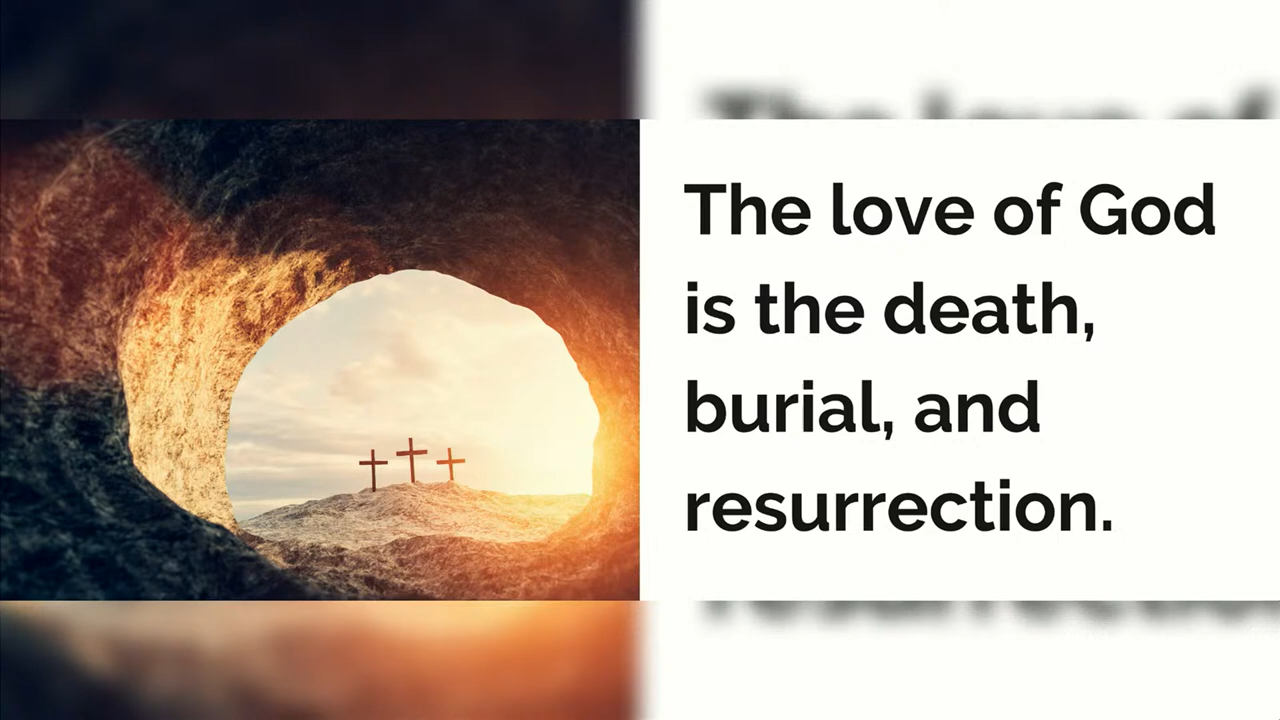 The love of God
is the death,
burial, and
resurrection.